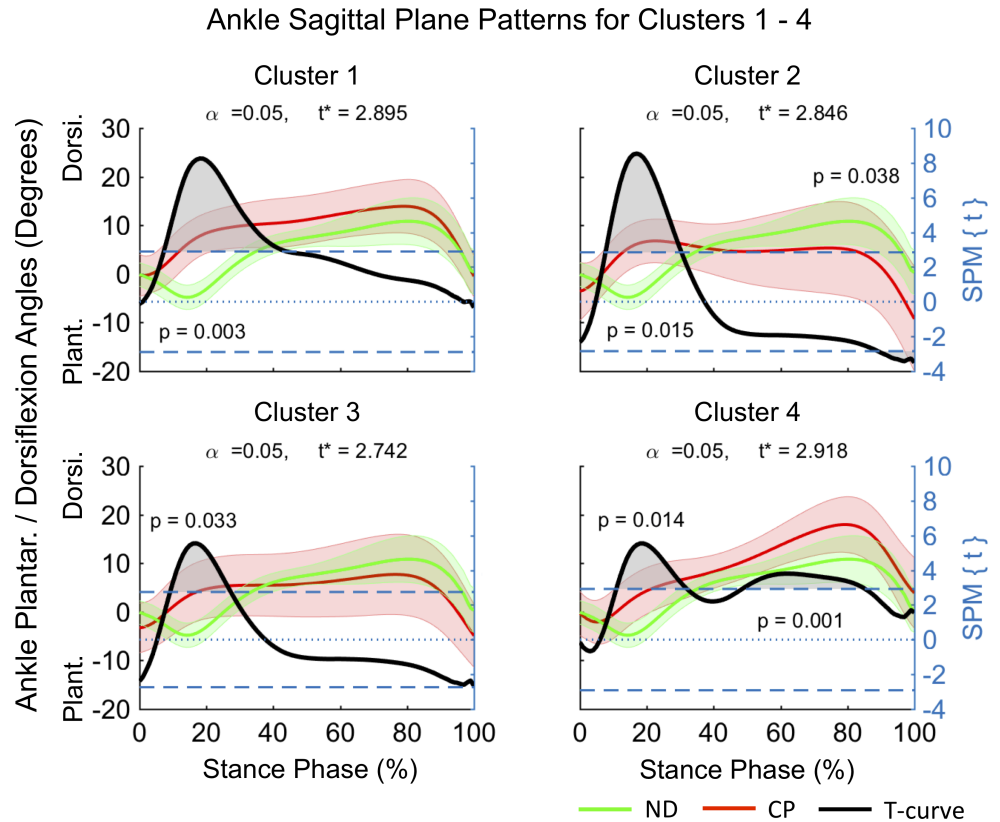 Ankle Sagittal Plane Patterns for Clusters 1 - 4
Ankle Plantar. / Dorsiflexion Angles (Degrees)
Cluster 1
α =0.05, t* = 2.895
Dorsi.
Plant.
30
20
10
0
-10
-20
p = 0.003
Cluster 2
α =0.05, t* = 2.846
p = 0.038
p = 0.015
10
8
6
4
2
0
-2
-4
SPM { t }
Cluster 3
α =0.05, t* = 2.742
Dorsi.
Plant.
30
20
10
0
-10
-20
p = 0.033
0 20 40 60 80 100
Stance Phase (%)
Cluster 4
α =0.05, t* = 2.918
p = 0.014
p = 0.001
10
8
6
4
2
0
-2
-4
SPM { t }
0 20 40 60 80 100
Stance Phase (%)
ND CP T-curve